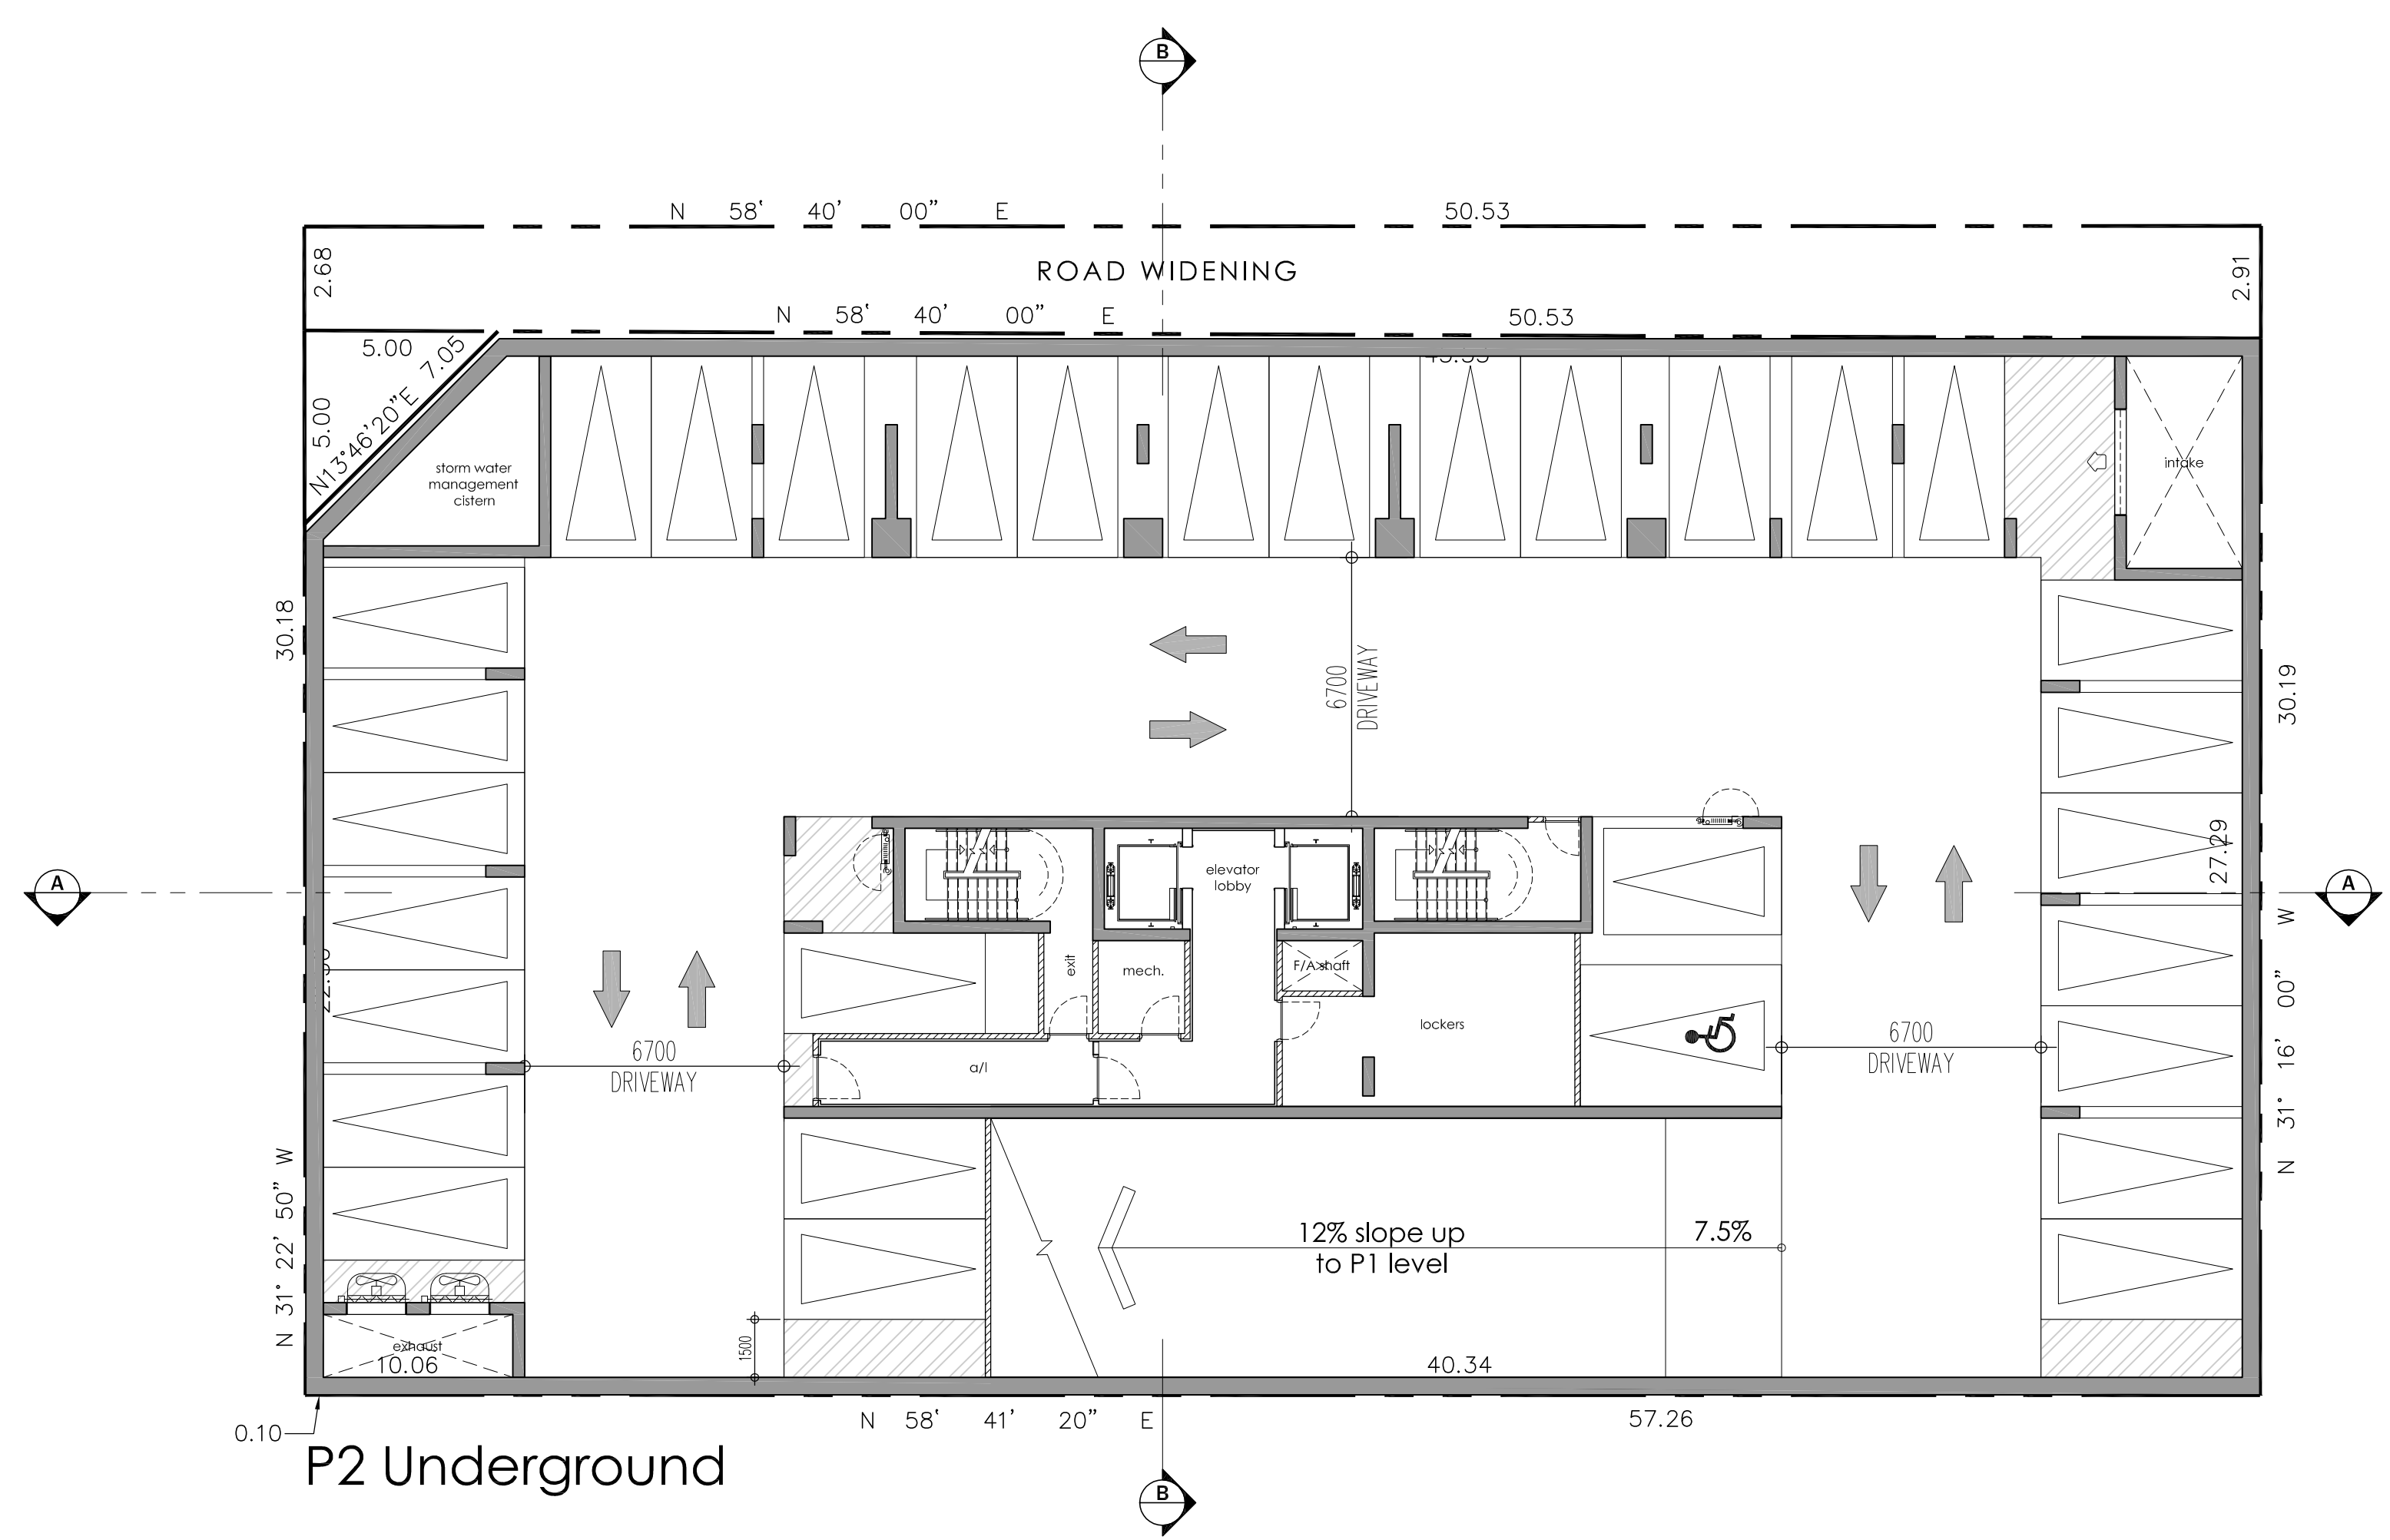 B
N 58‘ 40’ 00” E 50.53
2.68
ROAD WIDENING
2.91
N 58‘ 40’ 00” E 50.53
5.00
5.00
N13°46’20”E 7.05
storm water
management
cistern
intake
30.18
6700
DRIVEWAY
30.19
27.29
elevator
lobby
A
A
exit
mech.
F/A shaft
lockers
a/l
6700
DRIVEWAY
6700
DRIVEWAY
N 31° 22’ 50” W
N 31° 16’ 00” W
12% slope up
to P1 level
7.5%
1500
exhaust
10.06
40.34
0.10
N 58‘ 41’ 20” E 57.26
P2 Underground
B